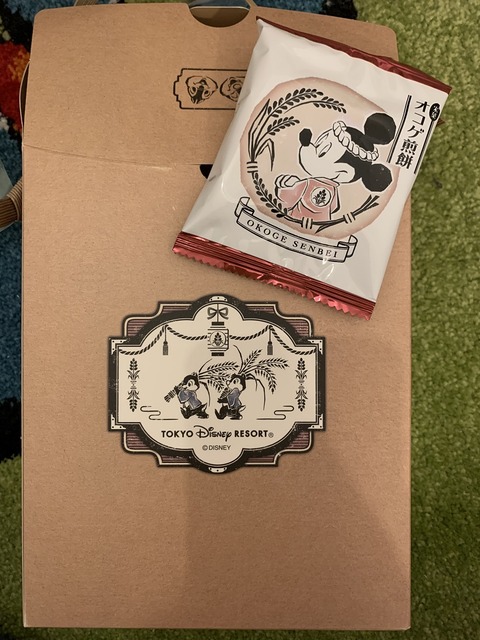 オコゲ煎餅
OKOGE SENBEI
TOKYO Disney RESORT®
© DISNEY